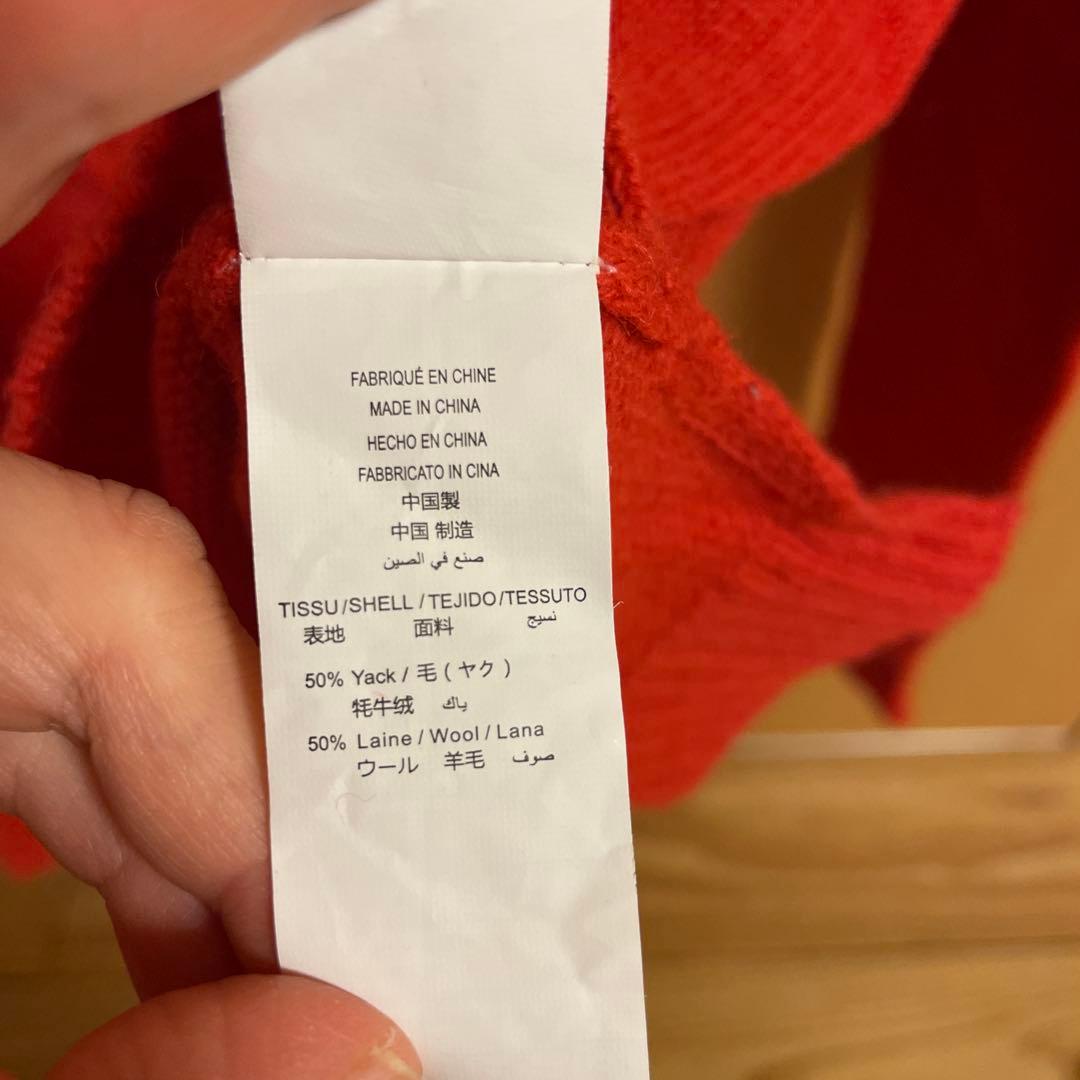 FABRIQUÉ EN CHINE
MADE IN CHINA
HECHO EN CHINA
FABBRICATO IN CINA
中国製
中国 制造
صنع في الصين
TISSU/SHELL / TEJIDO/TESSUTO
表地 面料 نسيج
50% Yack / 毛 ( ヤク )
牦牛绒 ياك
50% Laine / Wool / Lana
ウール 羊毛 صوف